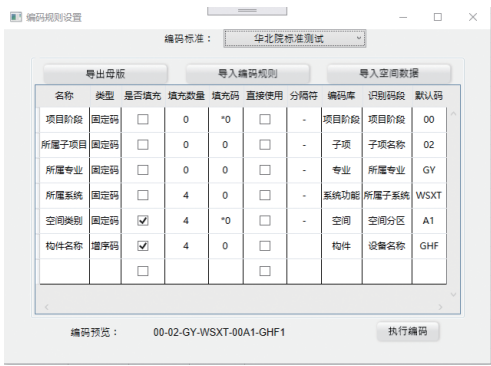 编码规则设置
编码标准： 华北院标准测试
导出母版 导入编码规则 导入空间数据
名称 类型 是否填充 填充数量 填充码 直接使用 分隔符 编码库 识别码段 默认码
项目阶段 固定码 0 "0 - 项目阶段 项目阶段 00
所属子项目 固定码 0 0 - 子项 子项名称 02
所属专业 固定码 0 0 - 专业 所属专业 GY
所属系统 固定码 4 0 - 系统功能 所属子系统 WSXT
空间类别 固定码 4 "0 空间 空间分区 A1
构件名称 增序码 4 0 构件 设备名称 GHF
编码预览： 00-02-GY-WSXT-00A1-GHF1 执行编码